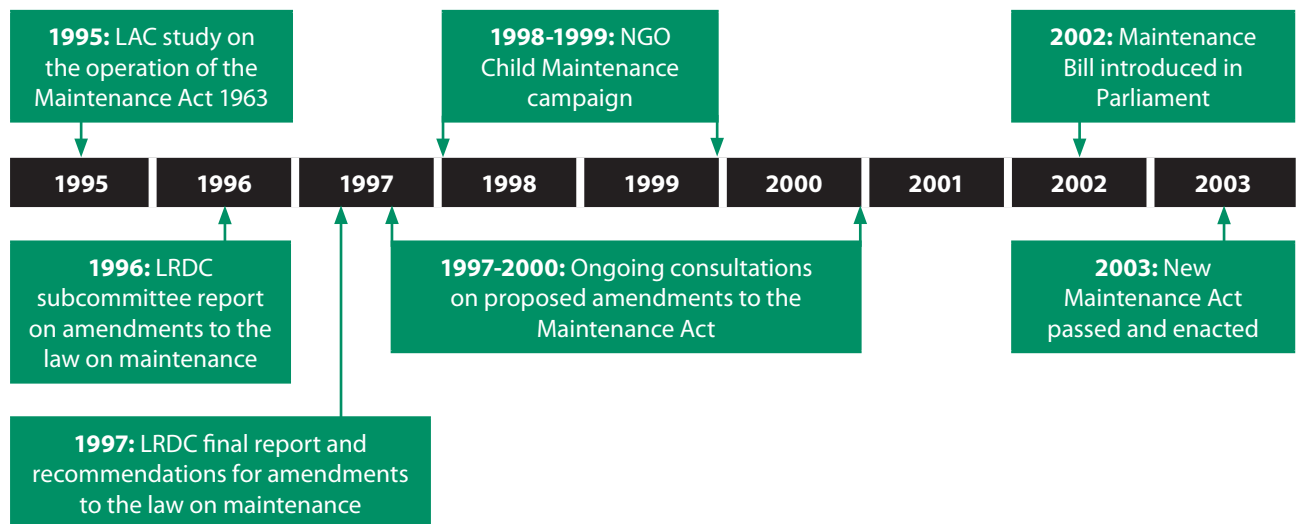 1995: LAC study on
the operation of the
Maintenance Act 1963
1998-1999: NGO
Child Maintenance
campaign
2002: Maintenance
Bill introduced in
Parliament
1995
1996
1997
1998
1999
2000
2001
2002
2003
1996: LRDC
subcommittee report
on amendments to the
law on maintenance
1997-2000: Ongoing consultations
on proposed amendments to the
Maintenance Act
2003: New
Maintenance Act
passed and enacted
1997: LRDC final report and
recommendations for amendments
to the law on maintenance